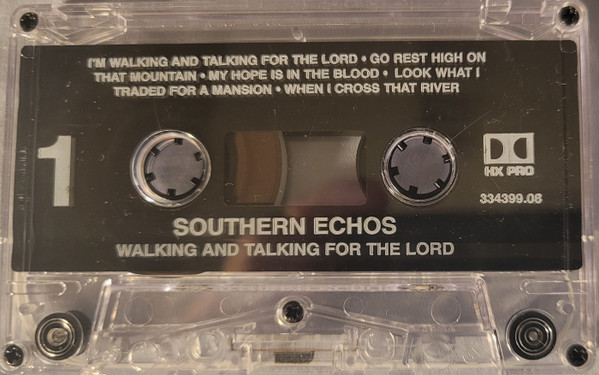 I'M WALKING AND TALKING FOR THE LORD • GO REST HIGH ON
THAT MOUNTAIN • MY HOPE IS IN THE BLOOD • LOOK WHAT I
TRADED FOR A MANSION • WHEN I CROSS THAT RIVER
1
HX PRO
334399.08
SOUTHERN ECHOS
WALKING AND TALKING FOR THE LORD